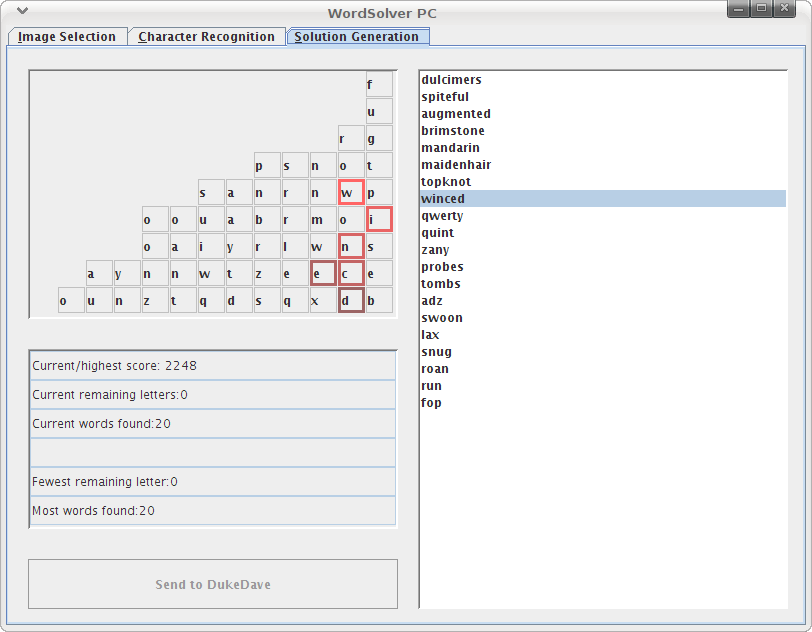 WordSolver PC
Image Selection Character Recognition Solution Generation
f
u
r g
p s n o t
s a n r n w p
o o u a b r m o i
o a i y r l w n s
a y n n w t z e e c e
o u n z t q d s q x d b
Current/highest score: 2248
Current remaining letters:0
Current words found:20
Fewest remaining letter:0
Most words found:20
Send to DukeDave
dulcimers
spiteful
augmented
brimstone
mandarin
maidenhair
topknot
winced
qwerty
quint
zany
probes
tombs
adz
swoon
lax
snug
roan
run
fop